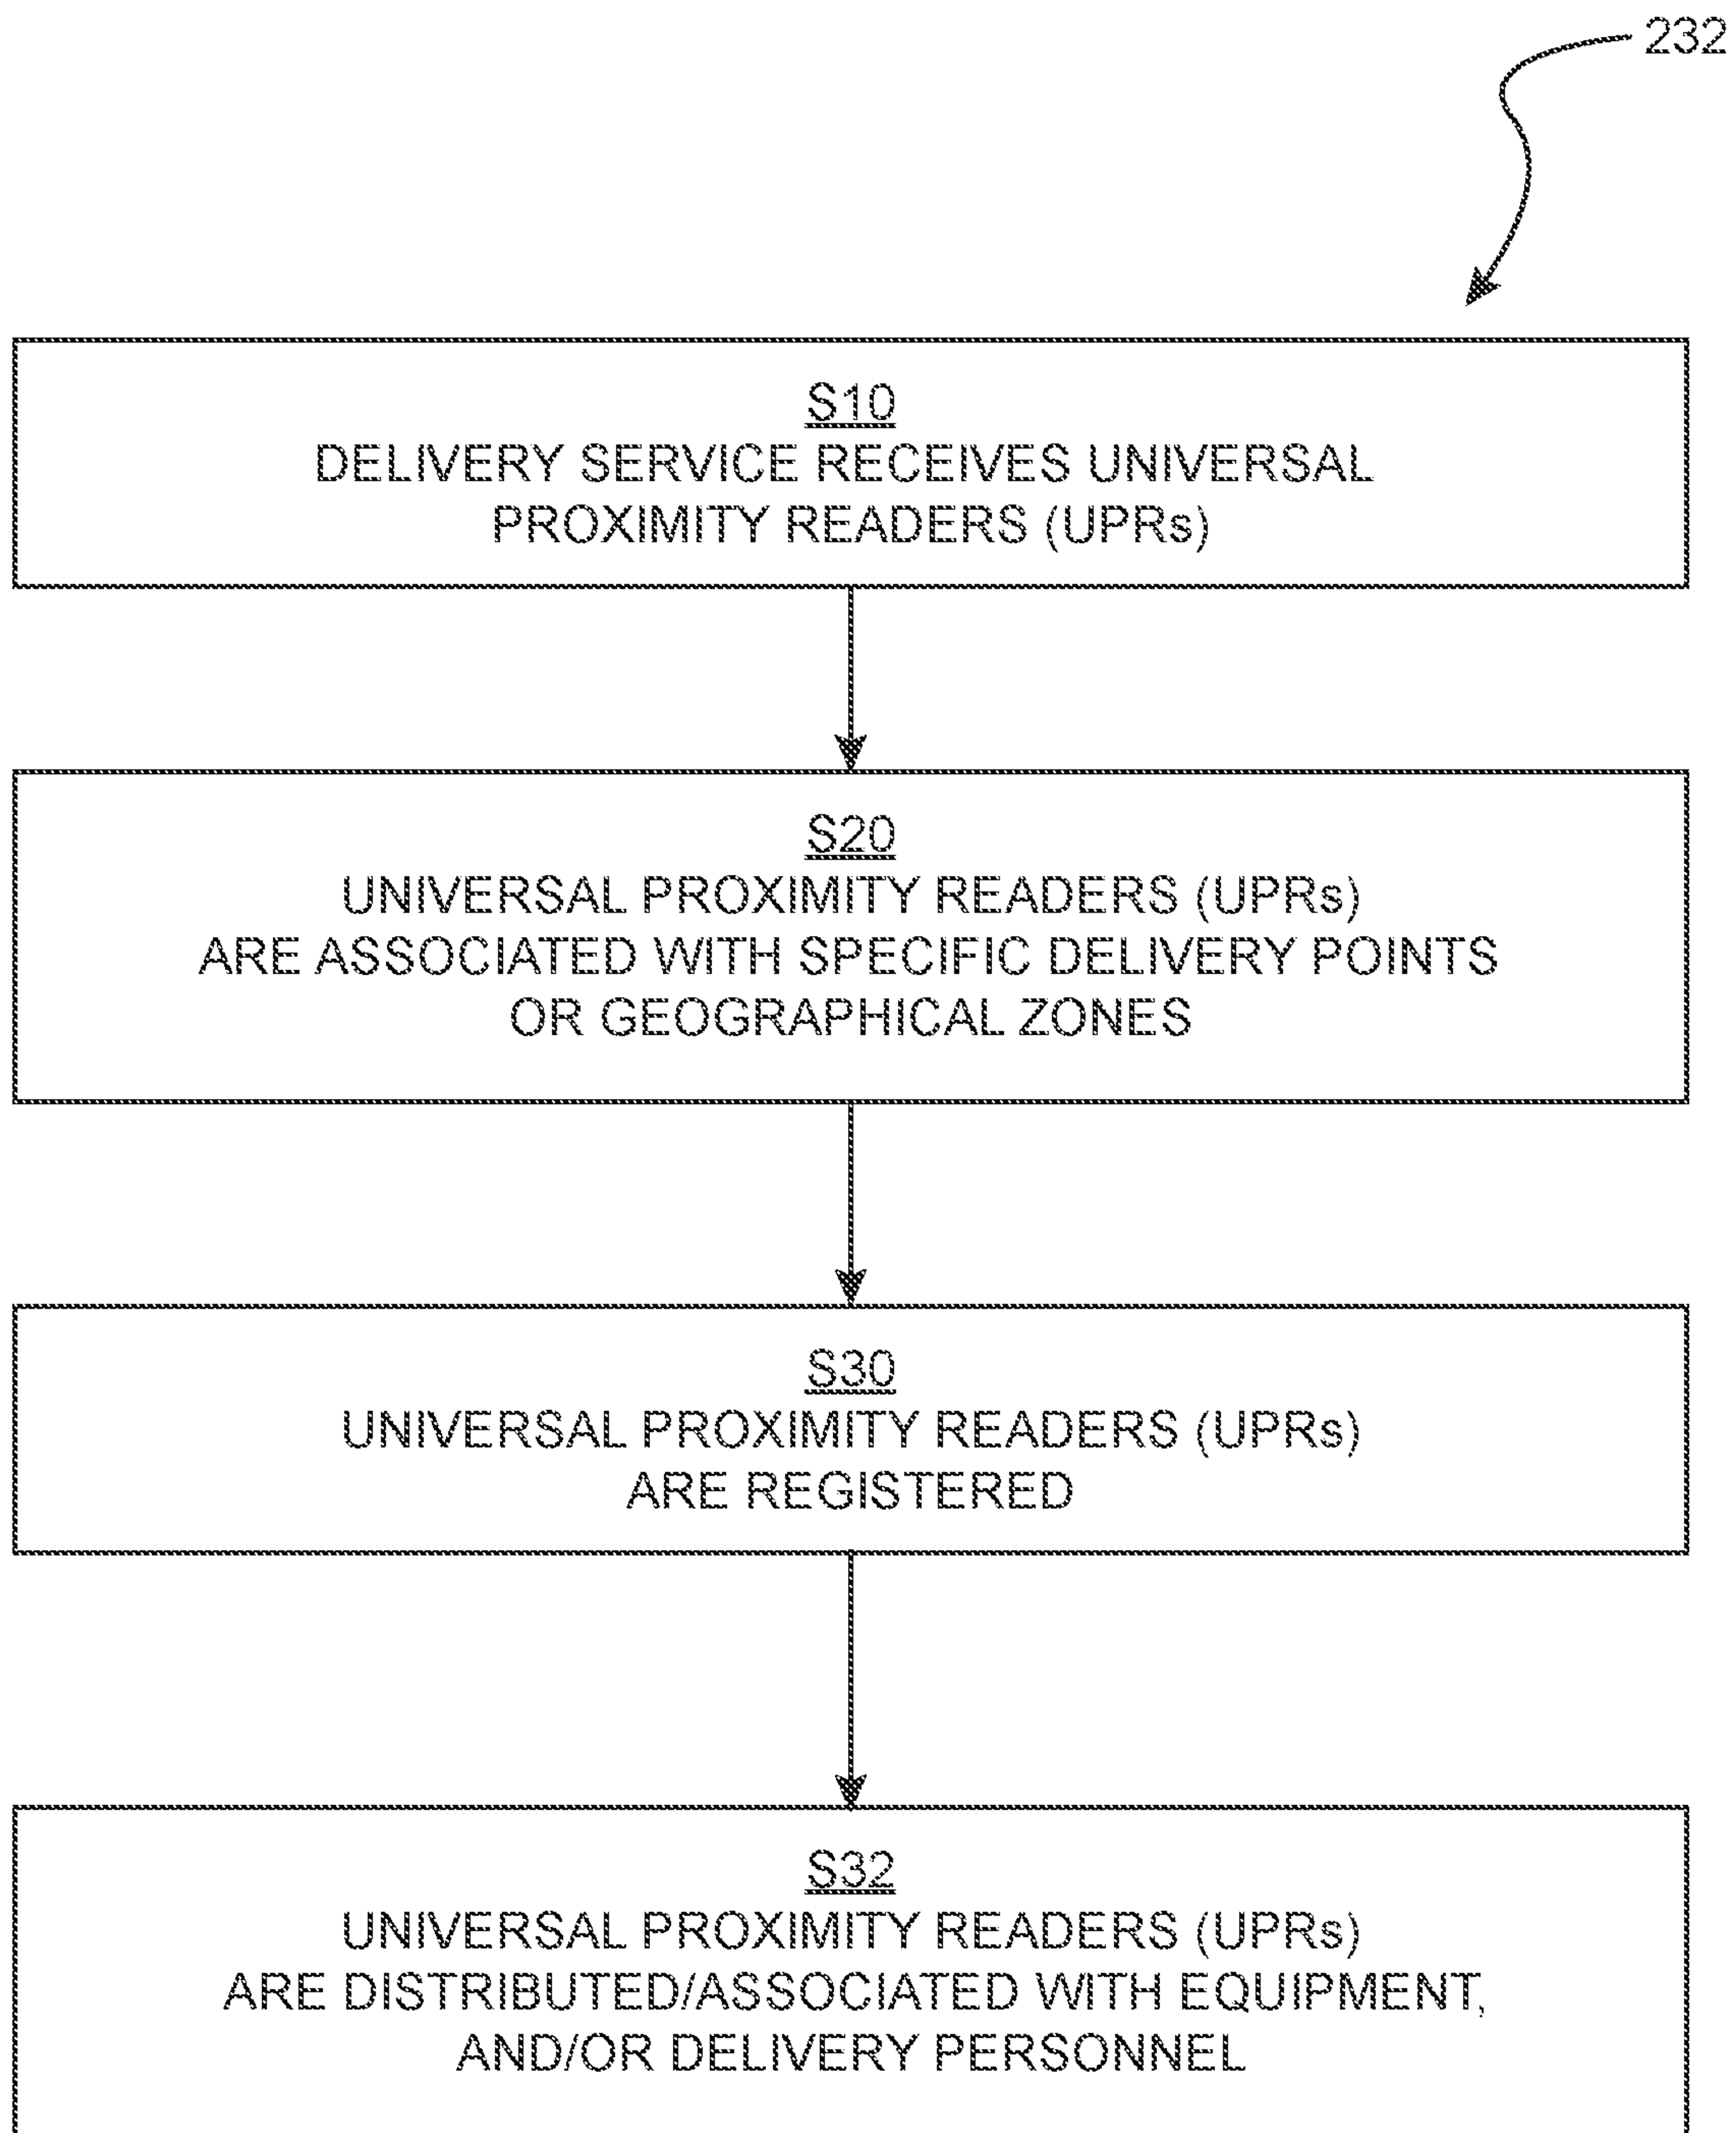 232
S10
DELIVERY SERVICE RECEIVES UNIVERSAL
PROXIMITY READERS (UPRs)
S20
UNIVERSAL PROXIMITY READERS (UPRs)
ARE ASSOCIATED WITH SPECIFIC DELIVERY POINTS
OR GEOGRAPHICAL ZONES
S30
UNIVERSAL PROXIMITY READERS (UPRs)
ARE REGISTERED
S32
UNIVERSAL PROXIMITY READERS (UPRs)
ARE DISTRIBUTED/ASSOCIATED WITH EQUIPMENT,
AND/OR DELIVERY PERSONNEL